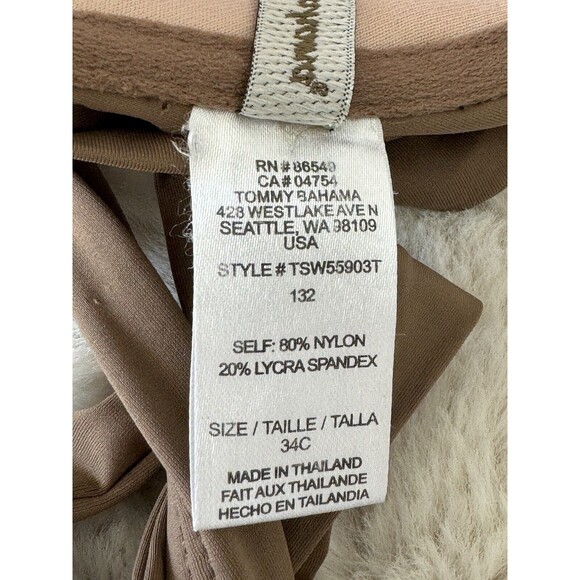 RN# 86549
CA# 04754
TOMMY BAHAMA
428 WESTLAKE AVE N
SEATTLE, WA 98109
USA
STYLE # TSW55903T
132
SELF: 80% NYLON
20% LYCRA SPANDEX
SIZE / TAILLE / TALLA
34C
MADE IN THAILAND
FAIT AUX THAILANDE
HECHO EN TAILANDIA